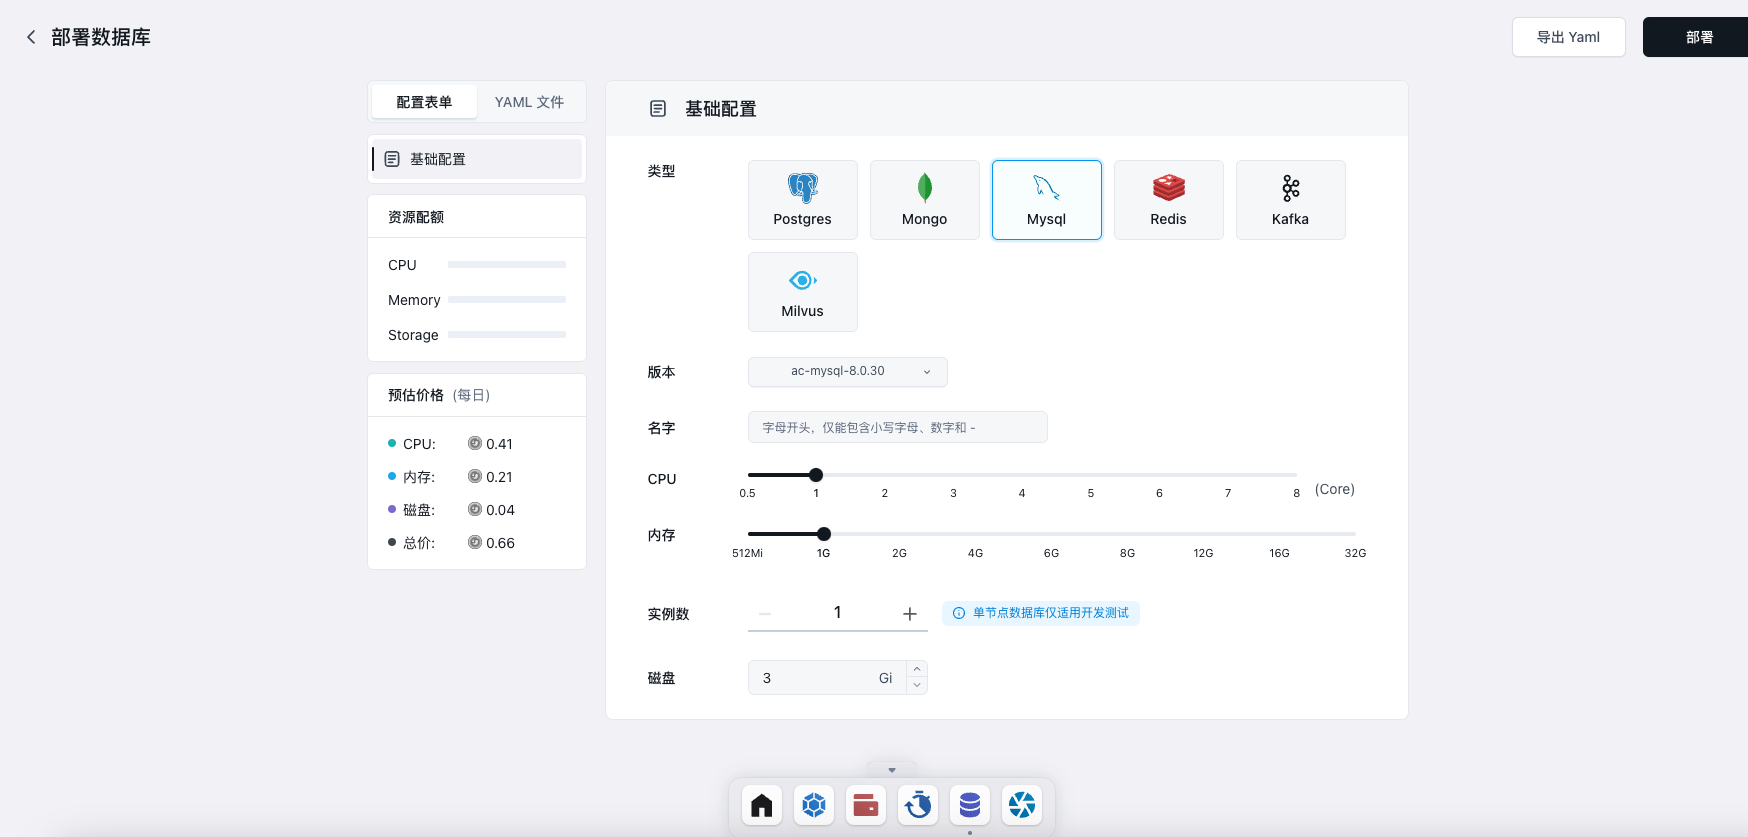 部署数据库
导出 Yaml
部署
配置表单
YAML 文件
基础配置
资源配额
CPU
Memory
Storage
预估价格 (每日)
CPU: 0.41
内存: 0.21
磁盘: 0.04
总价: 0.66
基础配置
类型
Postgres
Mongo
Mysql
Redis
Kafka
Milvus
版本
ac-mysql-8.0.30
名字
字母开头，仅能包含小写字母、数字和 -
CPU
0.5 1 2 3 4 5 6 7 8 (Core)
内存
512Mi 1G 2G 4G 6G 8G 12G 16G 32G
实例数
1
单节点数据库仅适用开发测试
磁盘
3 Gi